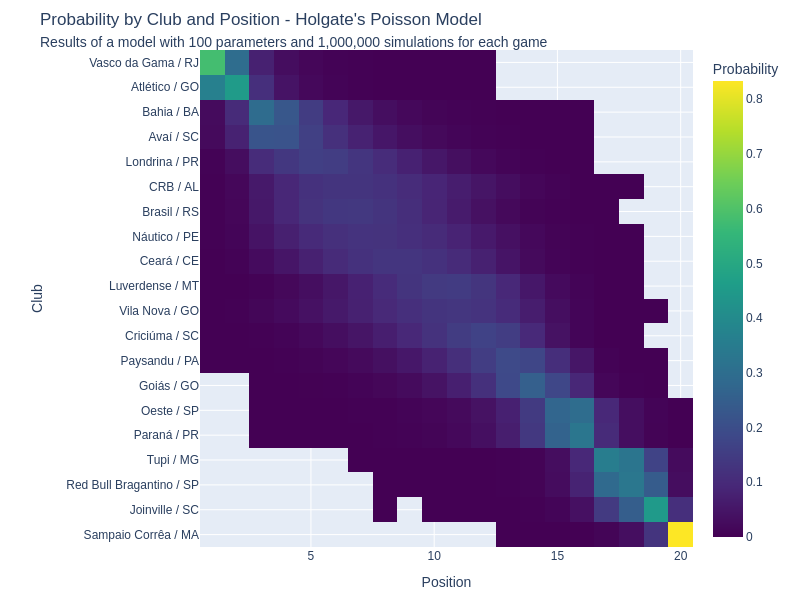 Probability by Club and Position - Holgate's Poisson Model
Results of a model with 100 parameters and 1,000,000 simulations for each game
Probability
Club
Vasco da Gama / RJ
Atlético / GO
Bahia / BA
Avaí / SC
Londrina / PR
CRB / AL
Brasil / RS
Náutico / PE
Ceará / CE
Luverdense / MT
Vila Nova / GO
Criciúma / SC
Paysandu / PA
Goiás / GO
Oeste / SP
Paraná / PR
Tupi / MG
Red Bull Bragantino / SP
Joinville / SC
Sampaio Corrêa / MA
5 10 15 20
Position
0.8
0.7
0.6
0.5
0.4
0.3
0.2
0.1
0